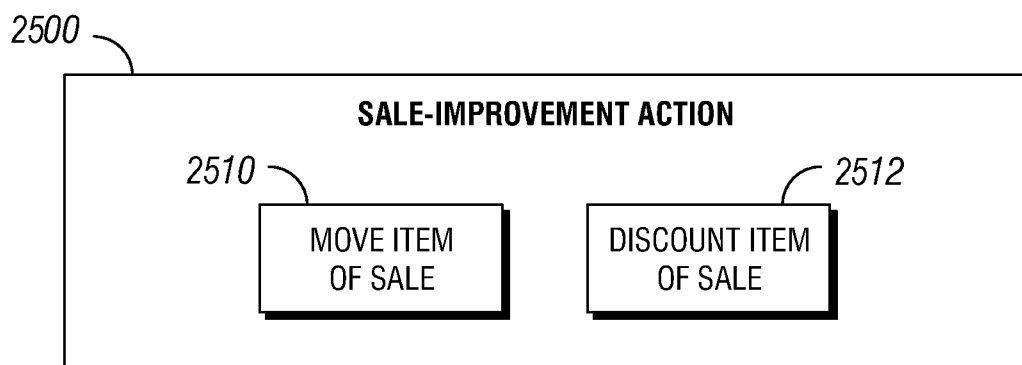 2500
SALE-IMPROVEMENT ACTION
2510
2512
MOVE ITEM
OF SALE
DISCOUNT ITEM
OF SALE